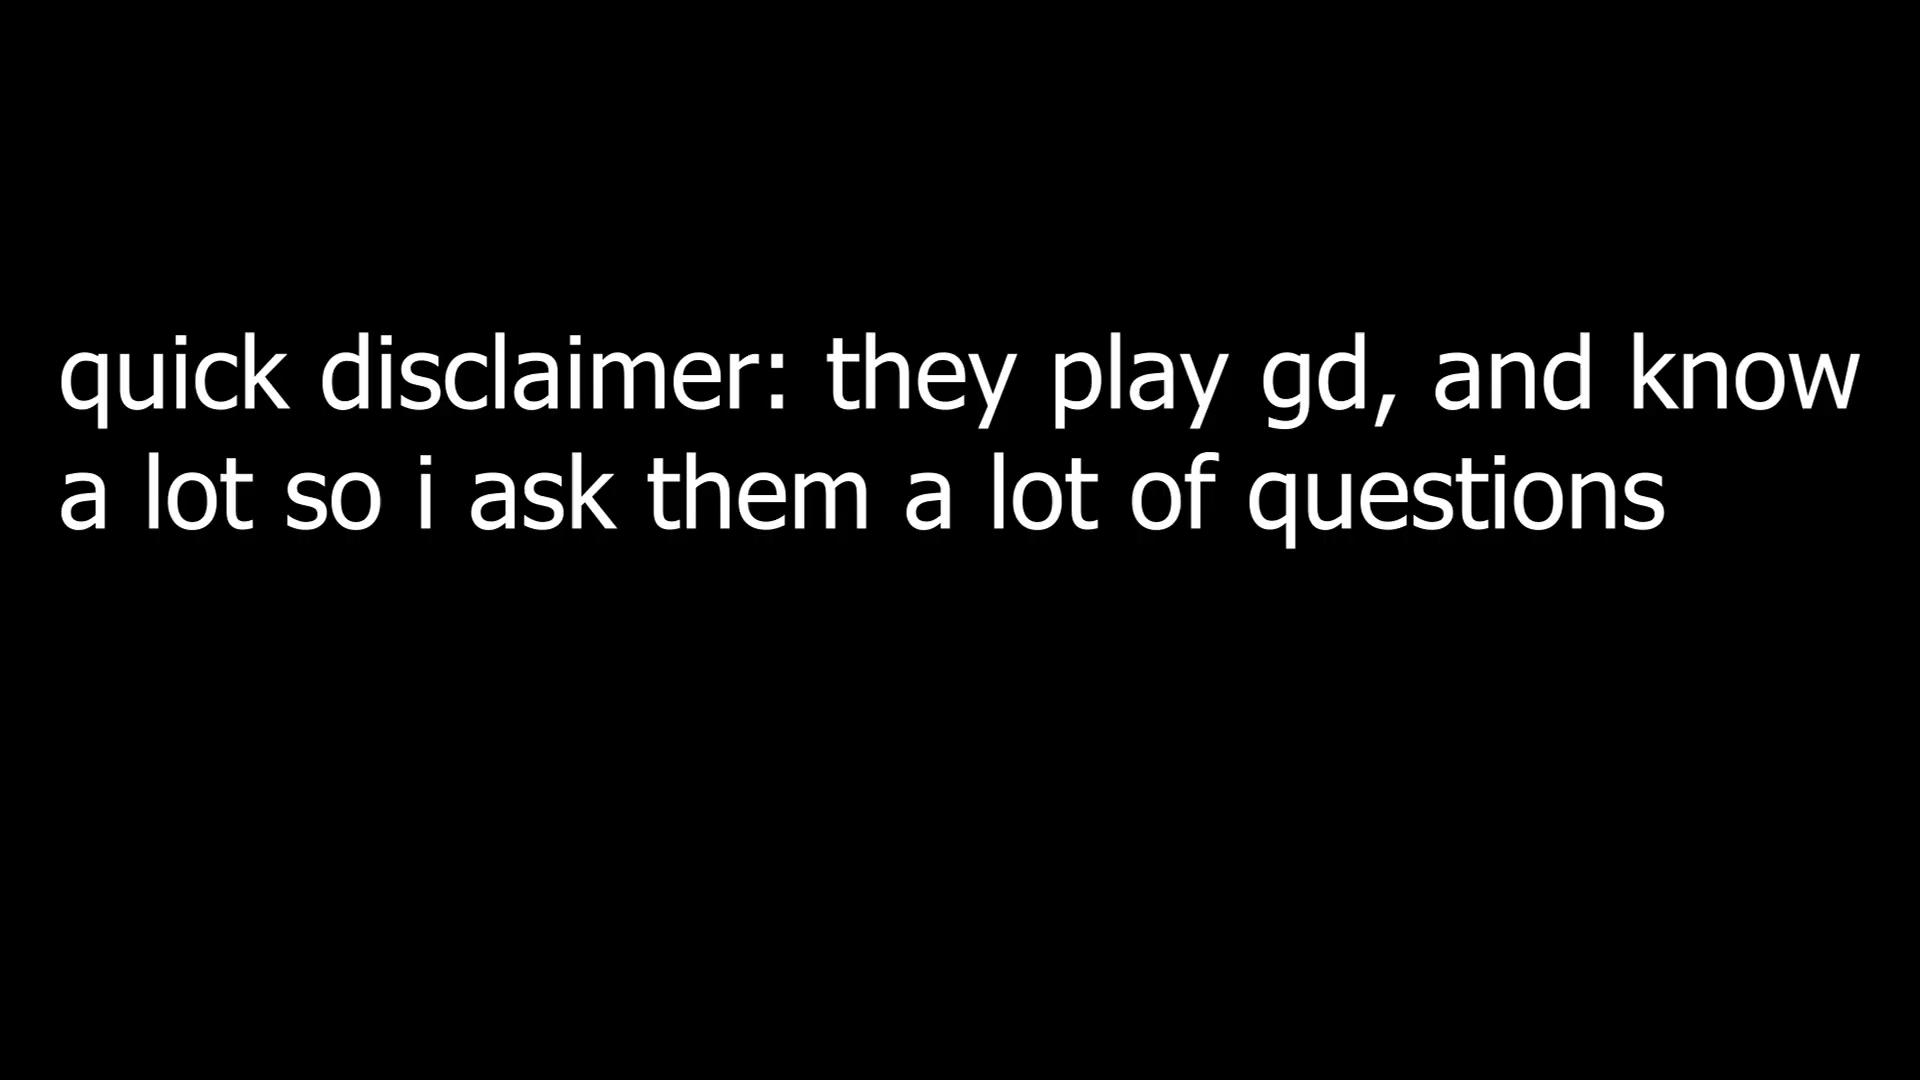 quick disclaimer: they play gd, and know
a lot so i ask them a lot of questions